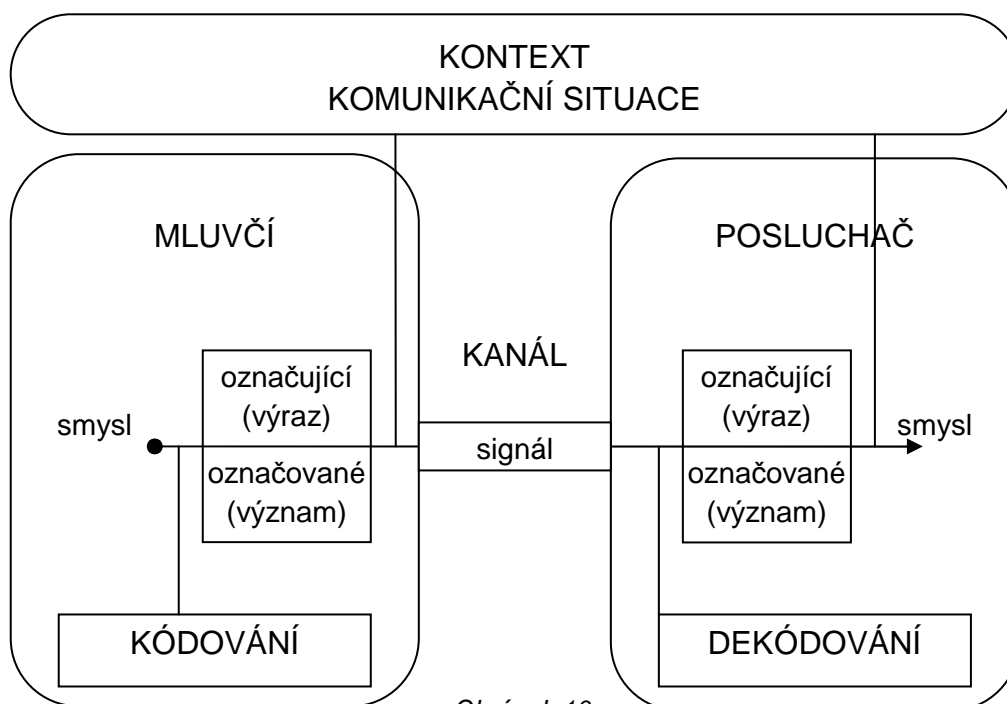 KONTEXT
KOMUNIKAČNÍ SITUACE
MLUVČÍ
POSLUCHAČ
KANÁL
označující
(výraz)
označované
(význam)
smysl
signál
označující
(výraz)
označované
(význam)
smysl
KÓDOVÁNÍ
DEKÓDOVÁNÍ